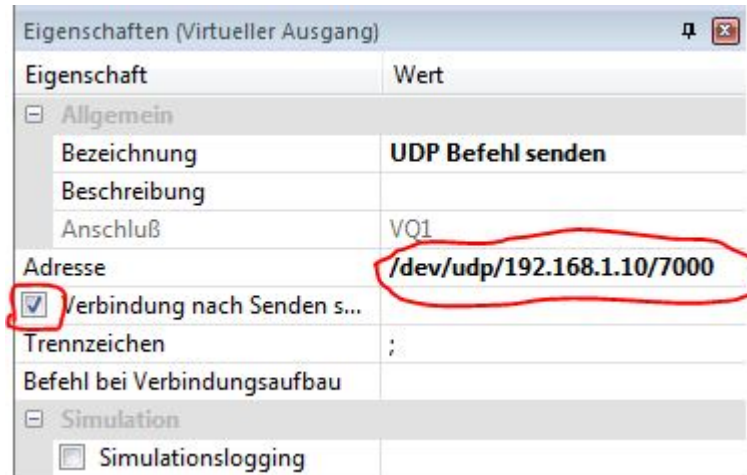 Eigenschaften (Virtueller Ausgang)
Eigenschaft Wert
Allgemein
Bezeichnung UDP Befehl senden
Beschreibung
Anschluß VQ1
Adresse /dev/udp/192.168.1.10/7000
Verbindung nach Senden s...
Trennzeichen ;
Befehl bei Verbindungsaufbau
Simulation
Simulationslogging